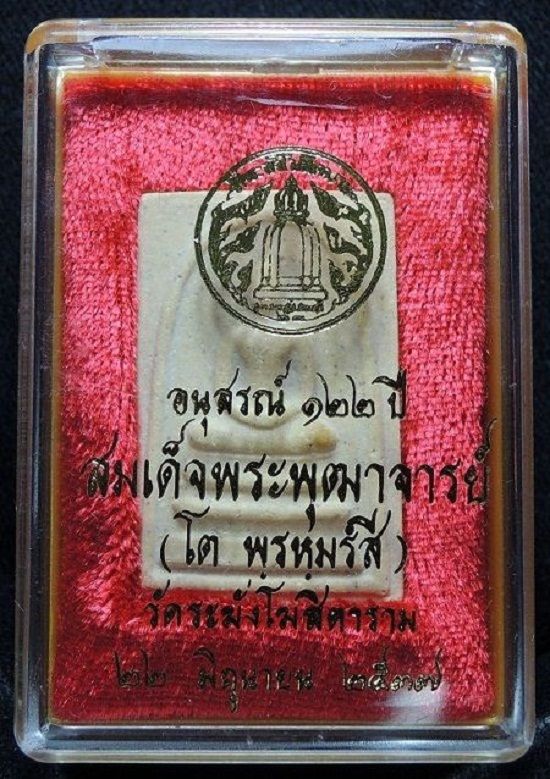 อนุสรณ์ ๑๒๒ ปี
สมเด็จพระพุฒาจารย์
(โต พรหมรํสี)
วัดระฆังโฆสิตาราม
๒๒ มิถุนายน ๒๕๓๗